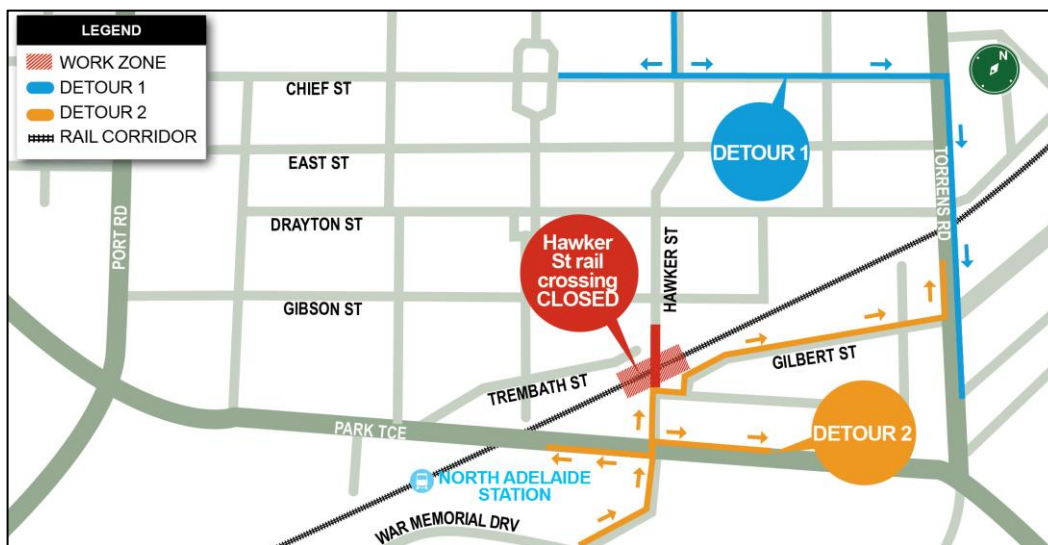 LEGEND
WORK ZONE
DETOUR 1
DETOUR 2
RAIL CORRIDOR
N
CHIEF ST
DETOUR 1
EAST ST
TORRENS RD
DRAYTON ST
PORT RD
Hawker
St rail
crossing
CLOSED
HAWKER ST
GIBSON ST
GILBERT ST
TREMBATH ST
PARK TCE
DETOUR 2
NORTH ADELAIDE
STATION
WAR MEMORIAL DRV